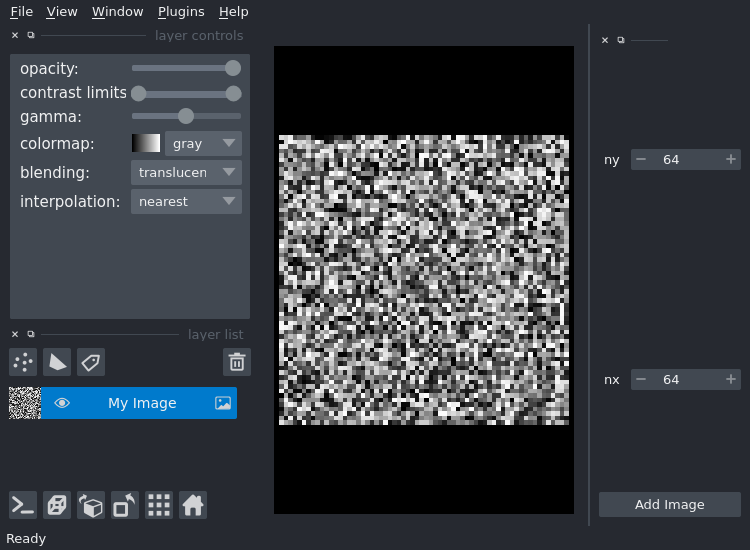 File View Window Plugins Help
layer controls
opacity:
contrast limits
gamma:
colormap: gray
blending: translucen
interpolation: nearest
layer list
My Image
ny 64
nx 64
Add Image
Ready